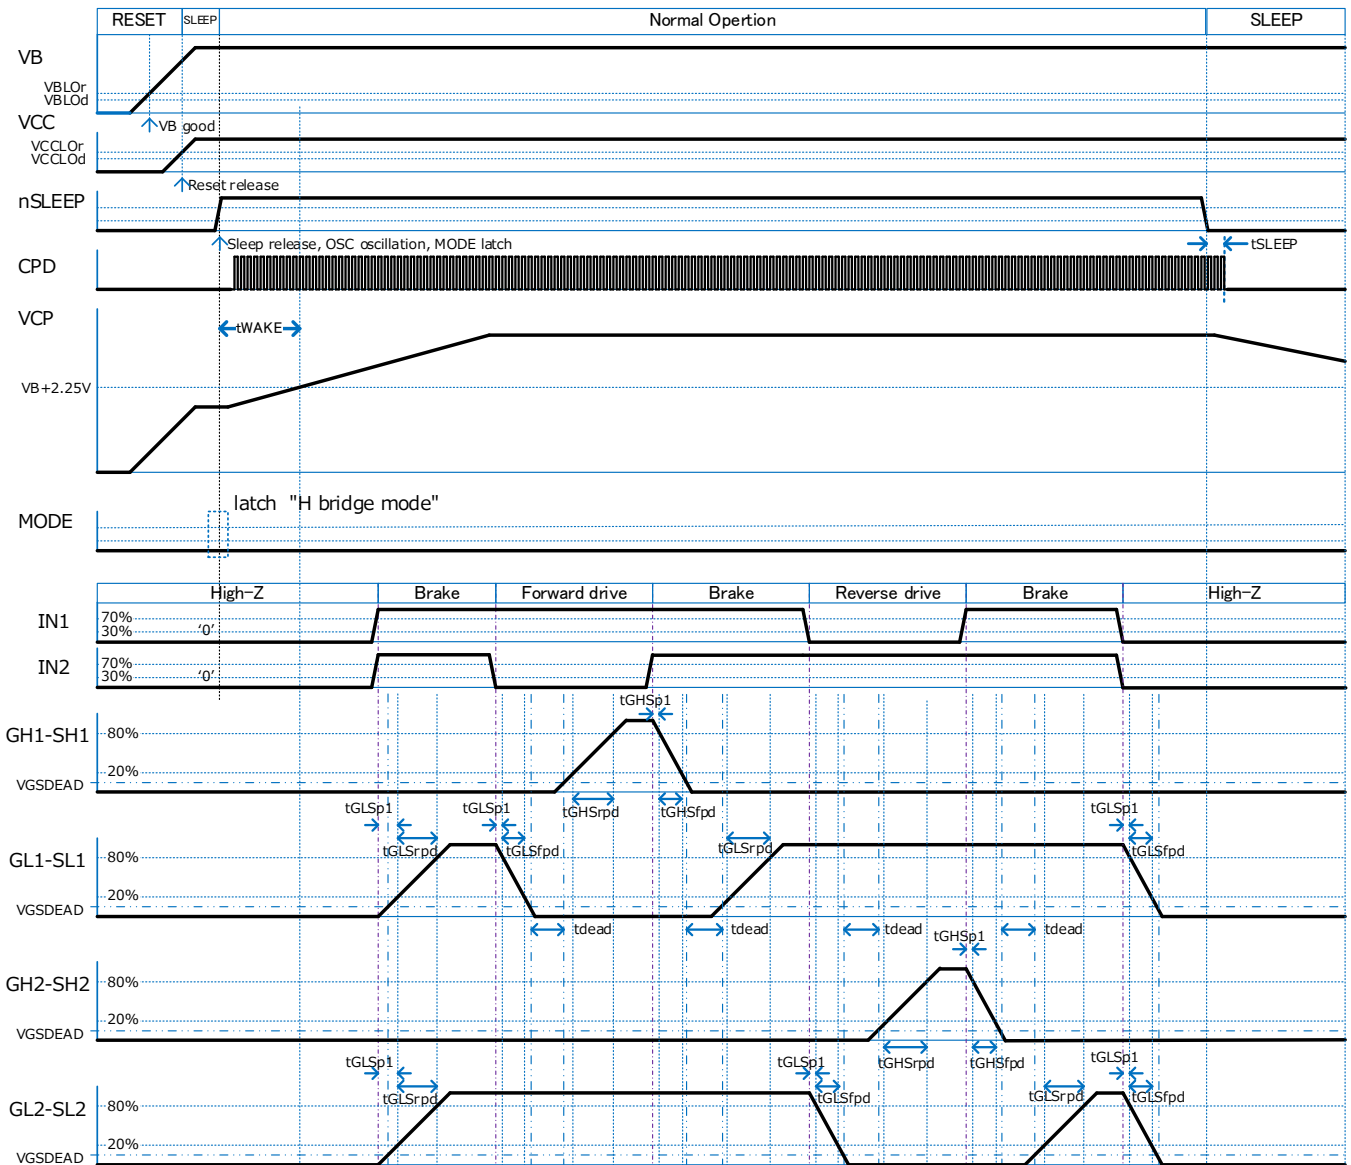 RESET SLEEP Normal Opertion SLEEP
VB
VBLOr
VBLOd
VB good
VCC
VCCLOr
VCCLOd
Reset release
nSLEEP
Sleep release, OSC oscillation, MODE latch
tSLEEP
CPD
VCP
tWAKE
VB+2.25V
latch "H bridge mode"
MODE
High-Z Brake Forward drive Brake Reverse drive Brake High-Z
IN1
70%
30% '0'
IN2
70%
30% '0'
tGHSp1
GH1-SH1
80%
20%
VGSDEAD
tGHSrpd tGHSfpd
tGLSp1 tGLSp1 tGLSp1
tGLSrpd tGLSfpd tGLSrpd tGLSfpd
GL1-SL1
80%
20%
VGSDEAD
tdead tdead tdead tdead
tGHSp1
GH2-SH2
80%
20%
VGSDEAD
tGHSrpd tGHSfpd
tGLSp1 tGLSp1 tGLSp1
tGLSrpd tGLSfpd tGLSrpd tGLSfpd
GL2-SL2
80%
20%
VGSDEAD